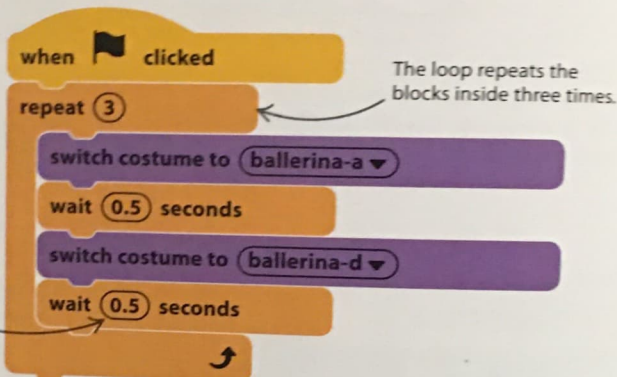 when clicked
The loop repeats the
blocks inside three times.
repeat 3
switch costume to ballerina-a
wait 0.5 seconds
switch costume to ballerina-d
wait 0.5 seconds